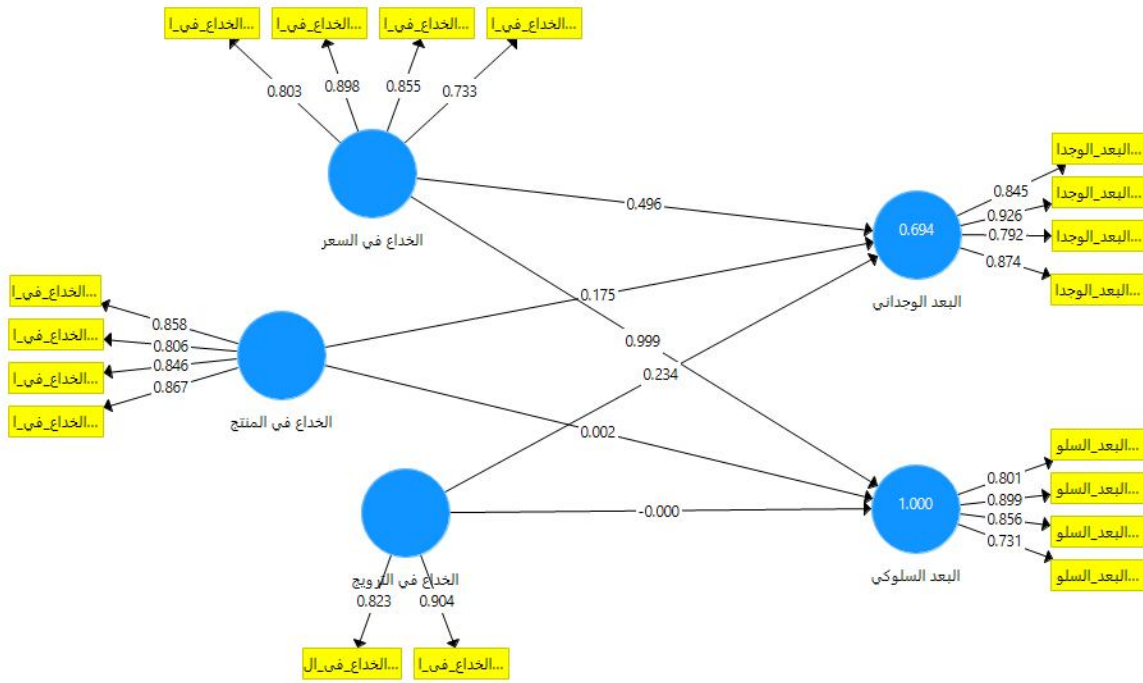 الخداع_في_ا...
الخداع_في_ا...
الخداع_في_ا...
الخداع_في_ا...
0.803
0.898
0.855
0.733
الخداع في السعر
0.496
0.999
البعد_الوجدا...
البعد_الوجدا...
البعد_الوجدا...
البعد_الوجدا...
0.845
0.926
0.792
0.874
0.694
البعد الوجداني
الخداع_في_ا...
الخداع_في_ا...
الخداع_في_ا...
الخداع_في_ا...
0.858
0.806
0.846
0.867
الخداع في المنتج
0.175
0.002
0.234
-0.000
البعد_السلو...
البعد_السلو...
البعد_السلو...
البعد_السلو...
0.801
0.899
0.856
0.731
1.000
البعد السلوكي
الخداع في الترويج
0.823
0.904
الخداع_في_ال...
الخداع_في_ا...